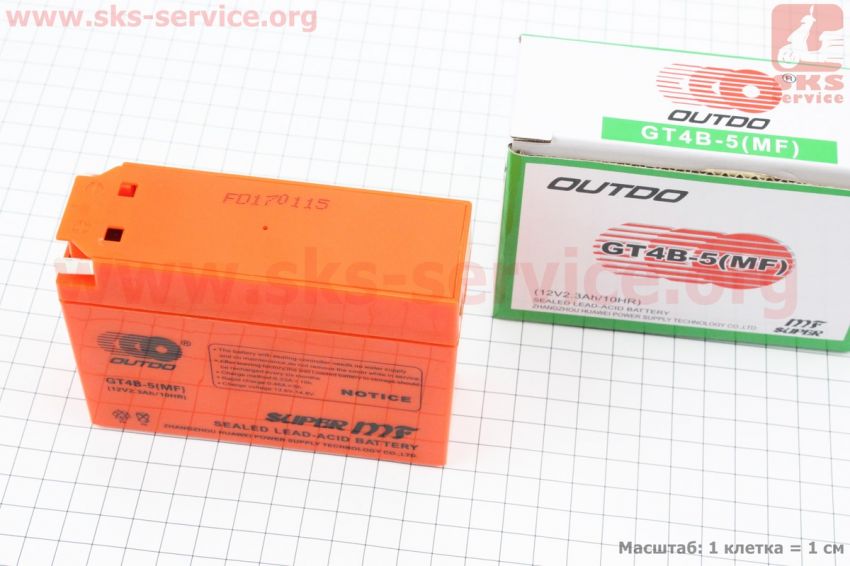 www.sks-service.org
SKS
service
®
OUTDO
GT4B-5(MF)
OUTDO
GT4B-5(MF)
(12V2.3Ah/10HR)
SEALED LEAD-ACID BATTERY
ZHANGZHOU HUAWEI POWER SUPPLY TECHNOLOGY CO.,LTD
MF
SUPER
FD170115
www.sks-service.org
®
OUTDO
GT4B-5(MF)
(12V2.3Ah/10HR)
NOTICE
SUPER MF
SEALED LEAD-ACID BATTERY
ZHANGZHOU HUAWEI POWER SUPPLY TECHNOLOGY CO.,LTD.
Масштаб: 1 клетка = 1 см